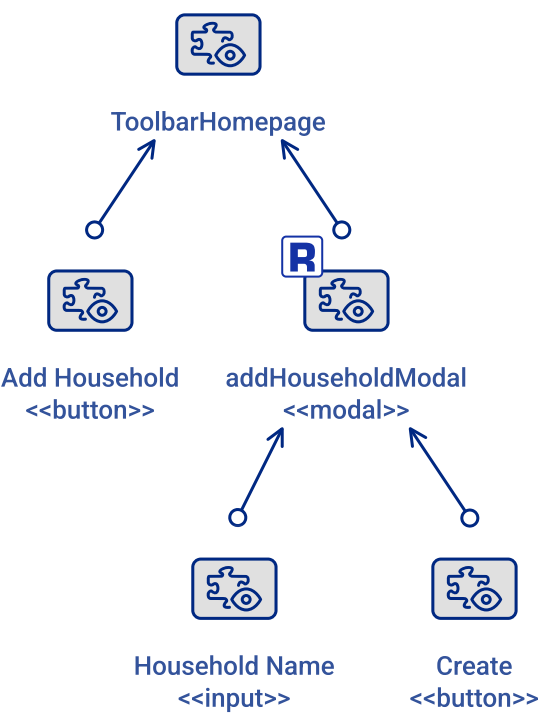 ToolbarHomepage
R
Add Household
<<button>>
addHouseholdModal
<<modal>>
Household Name
<<input>>
Create
<<button>>